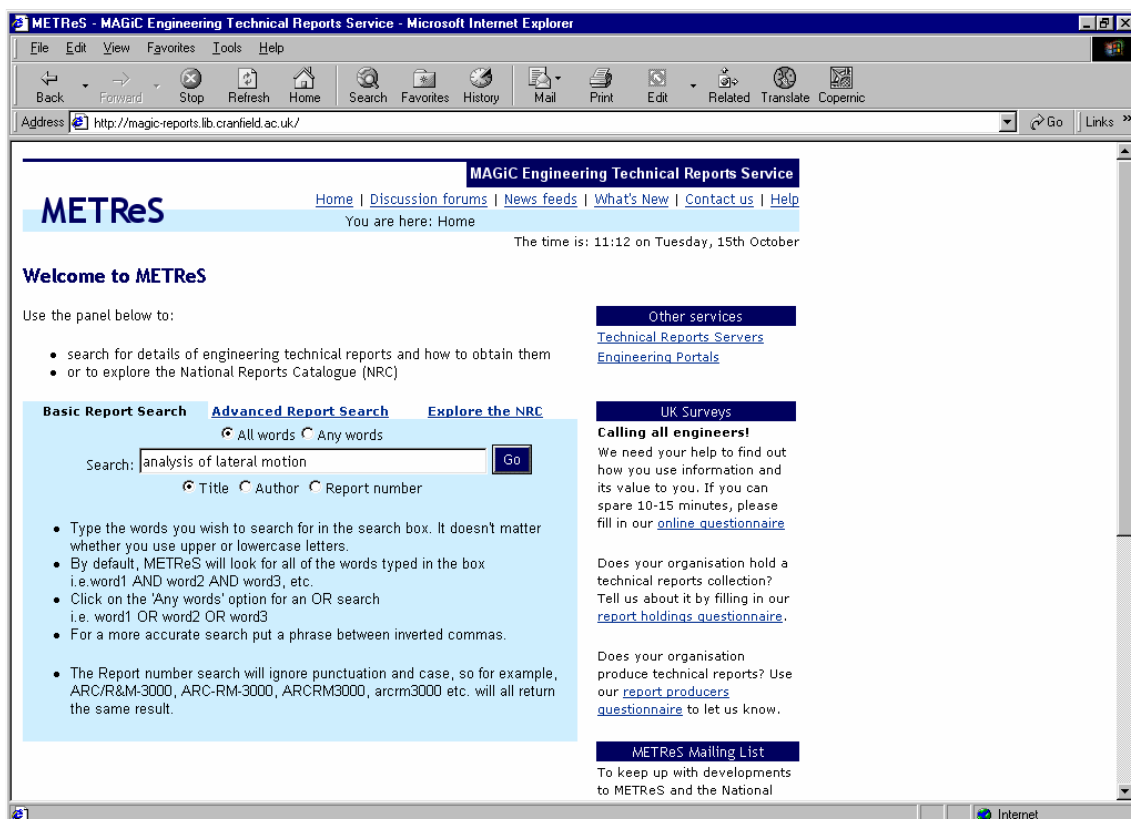 METReS - MAGiC Engineering Technical Reports Service - Microsoft Internet Explorer
File Edit View Favorites Tools Help
Back Forward Stop Refresh Home Search Favorites History Mail Print Edit Related Translate Copernic
Address http://magic-reports.lib.cranfield.ac.uk/ Go Links »
MAGiC Engineering Technical Reports Service
METReS
Home | Discussion forums | News feeds | What's New | Contact us | Help
You are here: Home
The time is: 11:12 on Tuesday, 15th October
Welcome to METReS
Use the panel below to:
• search for details of engineering technical reports and how to obtain them
• or to explore the National Reports Catalogue (NRC)
Basic Report Search Advanced Report Search Explore the NRC
All words Any words
Search: analysis of lateral motion Go
Title Author Report number
• Type the words you wish to search for in the search box. It doesn't matter
whether you use upper or lowercase letters.
• By default, METReS will look for all of the words typed in the box
i.e.word1 AND word2 AND word3, etc.
• Click on the 'Any words' option for an OR search
i.e. word1 OR word2 OR word3
• For a more accurate search put a phrase between inverted commas.
• The Report number search will ignore punctuation and case, so for example,
ARC/R&M-3000, ARC-RM-3000, ARCRM3000, arcrm3000 etc. will all return
the same result.
Other services
Technical Reports Servers
Engineering Portals
UK Surveys
Calling all engineers!
We need your help to find out
how you use information and
its value to you. If you can
spare 10-15 minutes, please
fill in our online questionnaire
Does your organisation hold a
technical reports collection?
Tell us about it by filling in our
report holdings questionnaire.
Does your organisation
produce technical reports? Use
our report producers
questionnaire to let us know.
METReS Mailing List
To keep up with developments
to METReS and the National
Internet